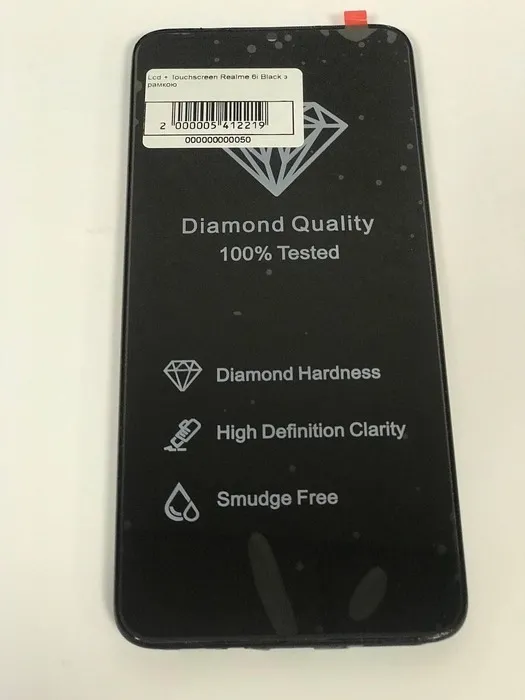 Lcd + Touchscreen Realme 6i Black з
рамкою
2 000005 412219
000000000050
Diamond Quality
100% Tested
Diamond Hardness
High Definition Clarity
Smudge Free